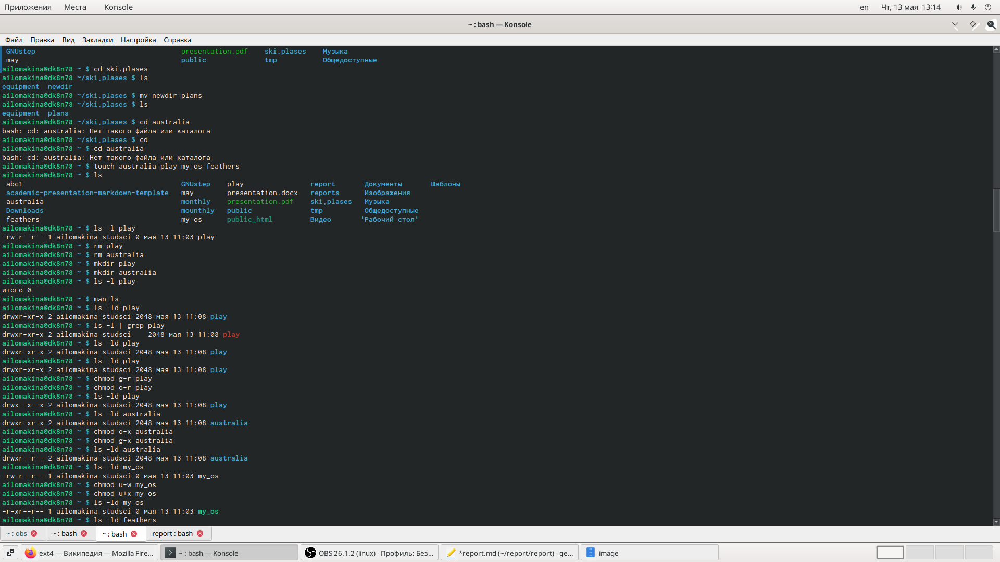 Приложения Места Konsole en Чт, 13 мая 13:14
~ : bash — Konsole
Файл Правка Вид Закладки Настройка Справка
GNUstep presentation.pdf ski.plases Музыка
may public tmp Общедоступные
ailomakina@dk8n78 ~ $ cd ski.plases
ailomakina@dk8n78 ~/ski.plases $ ls
equipment newdir
ailomakina@dk8n78 ~/ski.plases $ mv newdir plans
ailomakina@dk8n78 ~/ski.plases $ ls
equipment plans
ailomakina@dk8n78 ~/ski.plases $ cd australia
bash: cd: australia: Нет такого файла или каталога
ailomakina@dk8n78 ~/ski.plases $ cd
ailomakina@dk8n78 ~ $ cd australia
bash: cd: australia: Нет такого файла или каталога
ailomakina@dk8n78 ~ $ touch australia play my_os feathers
ailomakina@dk8n78 ~ $ ls
abc1 GNUstep play report Документы Шаблоны
academic-presentation-markdown-template may presentation.docx reports Изображения
australia monthly presentation.pdf ski.plases Музыка
Downloads mounthly public tmp Общедоступные
feathers my_os public_html Видео 'Рабочий стол'
ailomakina@dk8n78 ~ $ ls -l play
-rw-r--r-- 1 ailomakina studsci 0 мая 13 11:03 play
ailomakina@dk8n78 ~ $ rm play
ailomakina@dk8n78 ~ $ rm australia
ailomakina@dk8n78 ~ $ mkdir play
ailomakina@dk8n78 ~ $ mkdir australia
ailomakina@dk8n78 ~ $ ls -l play
итого 0
ailomakina@dk8n78 ~ $ man ls
ailomakina@dk8n78 ~ $ ls -ld play
drwxr-xr-x 2 ailomakina studsci 2048 мая 13 11:08 play
ailomakina@dk8n78 ~ $ ls -l | grep play
drwxr-xr-x 2 ailomakina studsci 2048 мая 13 11:08 play
ailomakina@dk8n78 ~ $ ls -ld play
drwxr-xr-x 2 ailomakina studsci 2048 мая 13 11:08 play
ailomakina@dk8n78 ~ $ ls -ld play
drwxr-xr-x 2 ailomakina studsci 2048 мая 13 11:08 play
ailomakina@dk8n78 ~ $ chmod g-r play
ailomakina@dk8n78 ~ $ chmod o-r play
ailomakina@dk8n78 ~ $ ls -ld play
drwx--x--x 2 ailomakina studsci 2048 мая 13 11:08 play
ailomakina@dk8n78 ~ $ ls -ld australia
drwxr-xr-x 2 ailomakina studsci 2048 мая 13 11:08 australia
ailomakina@dk8n78 ~ $ chmod o-x australia
ailomakina@dk8n78 ~ $ chmod g-x australia
ailomakina@dk8n78 ~ $ ls -ld australia
drwxr--r-- 2 ailomakina studsci 2048 мая 13 11:08 australia
ailomakina@dk8n78 ~ $ ls -ld my_os
-rw-r--r-- 1 ailomakina studsci 0 мая 13 11:03 my_os
ailomakina@dk8n78 ~ $ chmod u-w my_os
ailomakina@dk8n78 ~ $ chmod u+x my_os
ailomakina@dk8n78 ~ $ ls -ld my_os
-r-xr--r-- 1 ailomakina studsci 0 мая 13 11:03 my_os
ailomakina@dk8n78 ~ $ ls -ld feathers
~ : obs ~ : bash ~ : bash report : bash
ext4 — Википедия — Mozilla Fire... ~ : bash — Konsole OBS 26.1.2 (linux) - Профиль: Без... *report.md (~/report/report) - ge... image